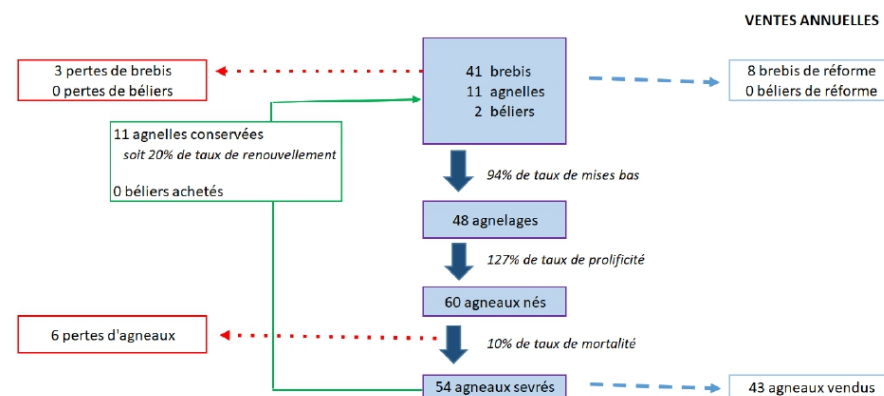 VENTES ANNUELLES
3 pertes de brebis
0 pertes de béliers
41 brebis
11 agnelles
2 béliers
8 brebis de réforme
0 béliers de réforme
11 agnelles conservées
soit 20% de taux de renouvellement
0 béliers achetés
94% de taux de mises bas
48 agnelages
127% de taux de prolificité
60 agneaux nés
6 pertes d'agneaux
10% de taux de mortalité
54 agneaux sevrés
43 agneaux vendus